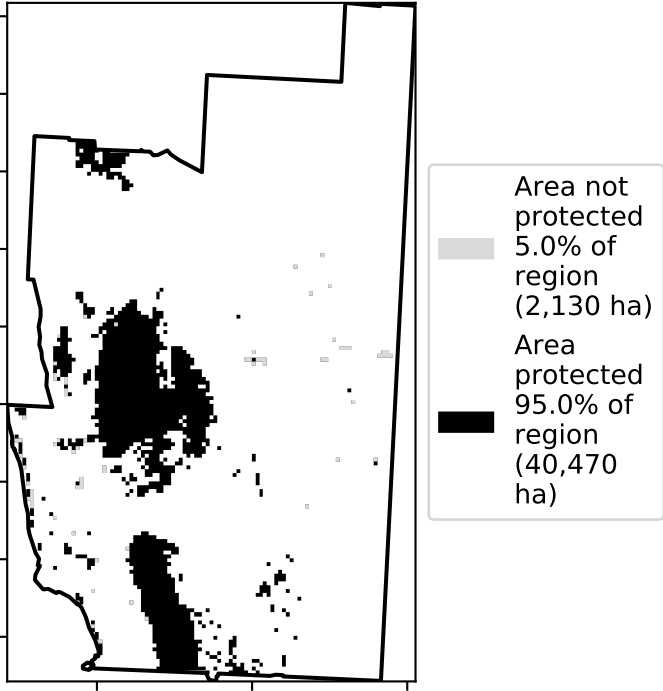 Area not
protected
5.0% of
region
(2,130 ha)
Area
protected
95.0% of
region
(40,470
ha)